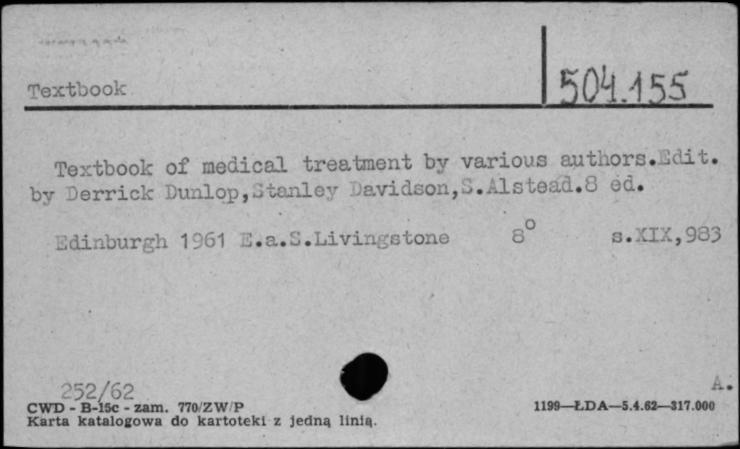 Textbook
504.155
Textbook of medical treatment by various authors.Edit.
by Derrick Dunlop,Stanley Davidson,S.Alstead.8 ed.
Edinburgh 1961 E.a.S.Livingstone 8° s.XIX,983
A.
252/62
CWD - B-15c - zam. 770/ZW/P
1199—ŁDA—5.4.62—317.000
Karta katalogowa do kartoteki z jedną linią.